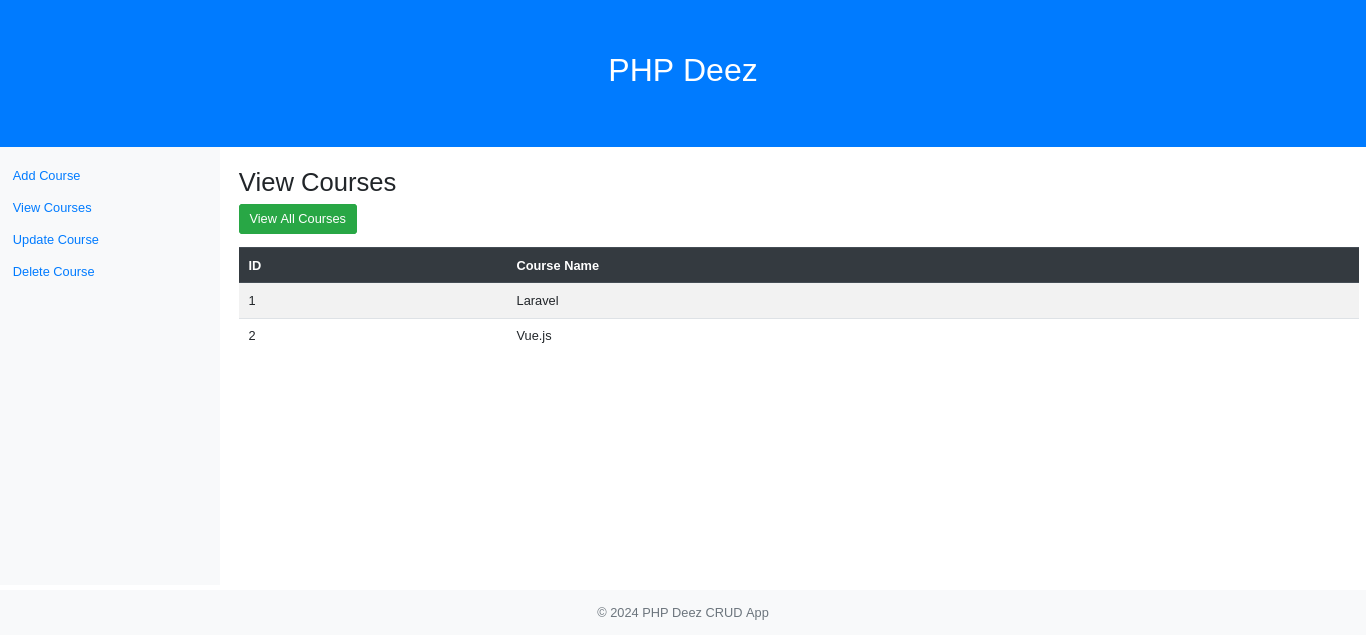 PHP Deez
Add Course
View Courses
Update Course
Delete Course
View Courses
View All Courses
ID Course Name
1 Laravel
2 Vue.js
© 2024 PHP Deez CRUD App